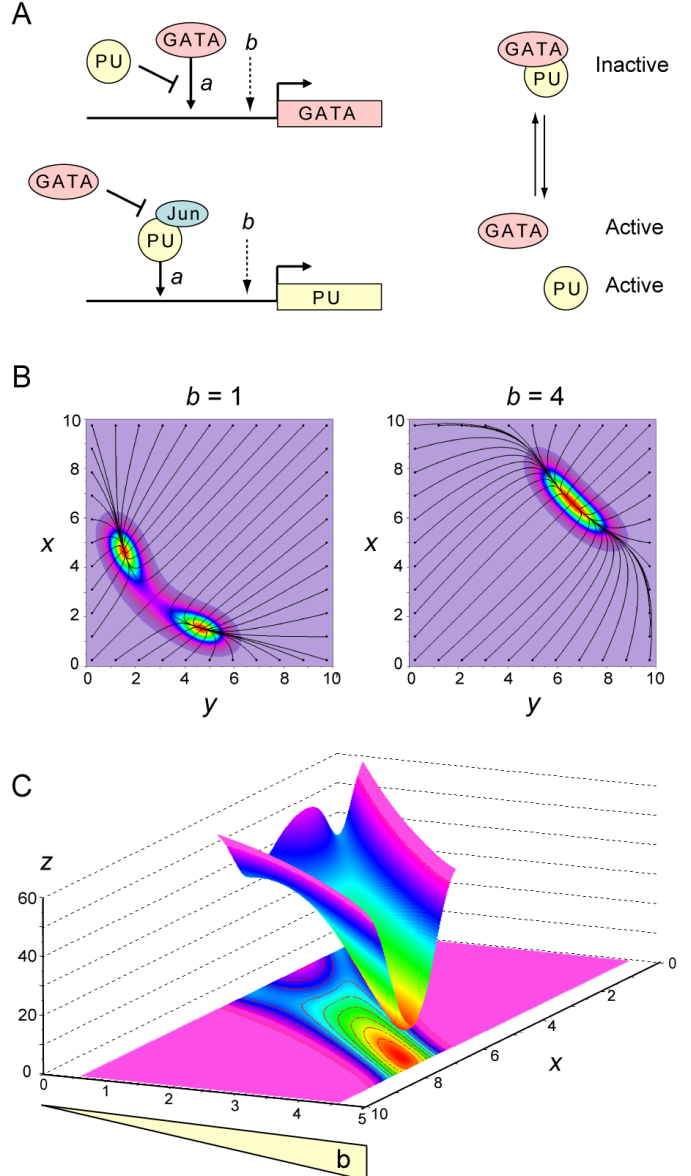 A
PU
GATA
a
b
GATA
GATA
PU
Inactive
GATA
PU
Jun
a
b
PU
GATA
Active
PU
Active
B
b = 1
b = 4
10
8
6
4
2
0
x
0 2 4 6 8 10
y
10
8
6
4
2
0
x
0 2 4 6 8 10
y
C
z
60
40
20
0
0 1 2 3 4 5
10 8 6 4 2 0
x
b